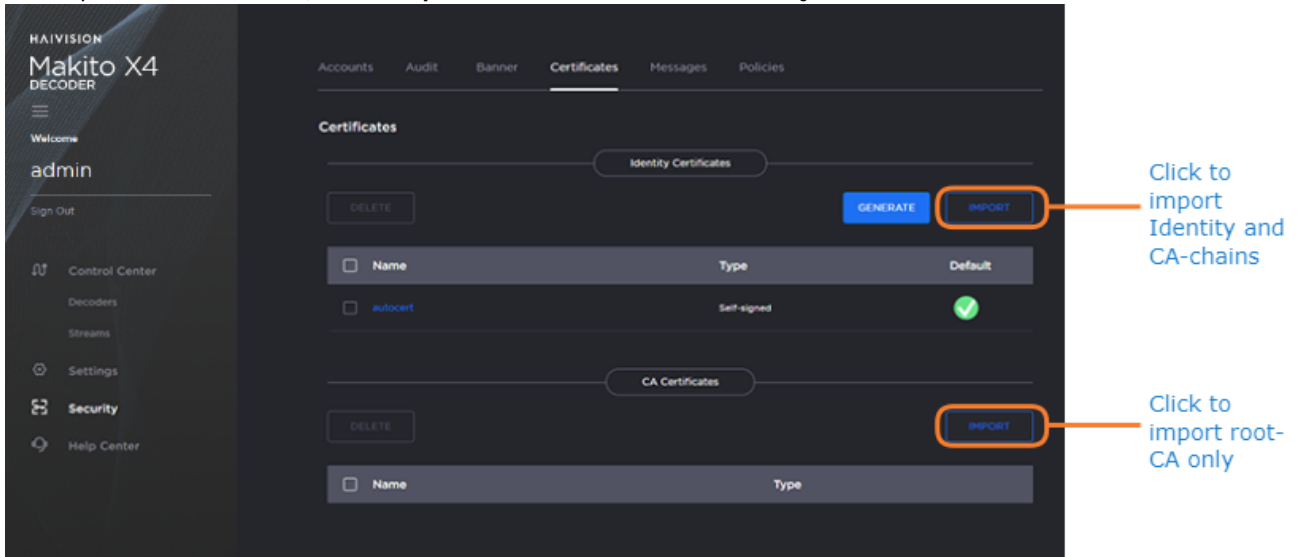 HAIVISION
Makito X4
DECODER
Welcome
admin
Sign Out
Control Center
Decoders
Streams
Settings
Security
Help Center
Accounts Audit Banner Certificates Messages Policies
Certificates
Identity Certificates
DELETE GENERATE IMPORT
Name Type Default
autocert Self-signed
CA Certificates
DELETE IMPORT
Name Type
Click to
import
Identity and
CA-chains
Click to
import root-
CA only